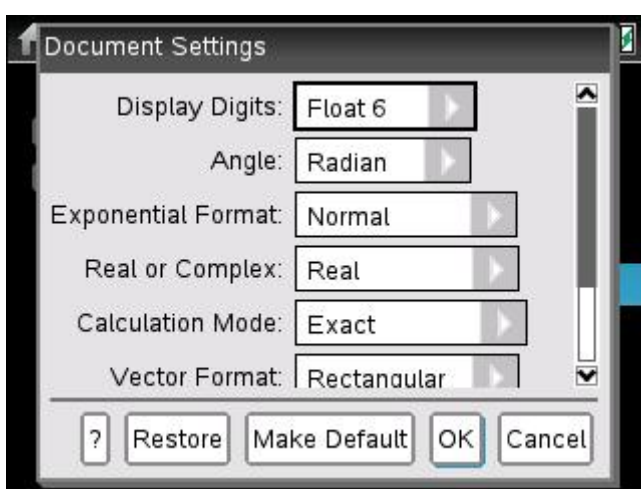 Document Settings
Display Digits: Float 6
Angle: Radian
Exponential Format: Normal
Real or Complex: Real
Calculation Mode: Exact
Vector Format: Rectangular
? Restore Make Default OK Cancel